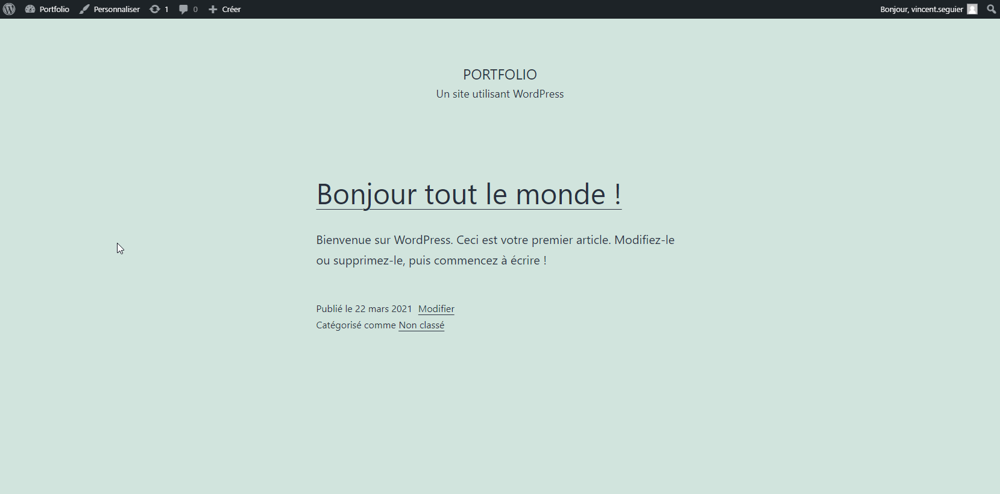 Portfolio Personnaliser 1 0 Créer Bonjour, vincent.seguier
PORTFOLIO
Un site utilisant WordPress
Bonjour tout le monde !
Bienvenue sur WordPress. Ceci est votre premier article. Modifiez-le
ou supprimez-le, puis commencez à écrire !
Publié le 22 mars 2021 Modifier
Catégorisé comme Non classé